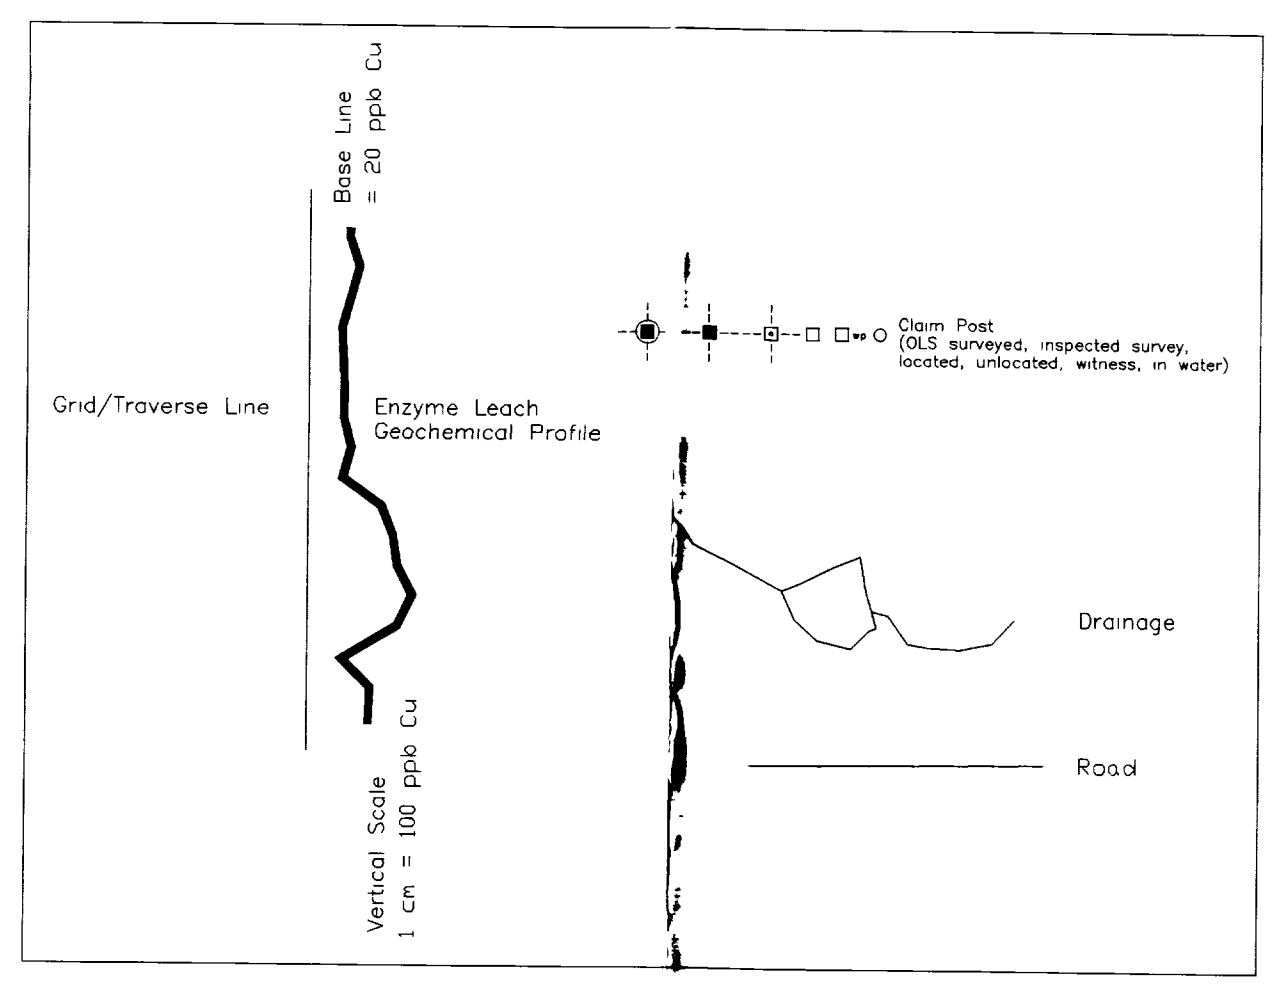 Base Line
= 20 ppb Cu
Grid/Traverse Line
Enzyme Leach
Geochemical Profile
Vertical Scale
1 cm = 100 ppb Cu
wp
Claim Post
(OLS surveyed, inspected survey,
located, unlocated, witness, in water)
Drainage
Road